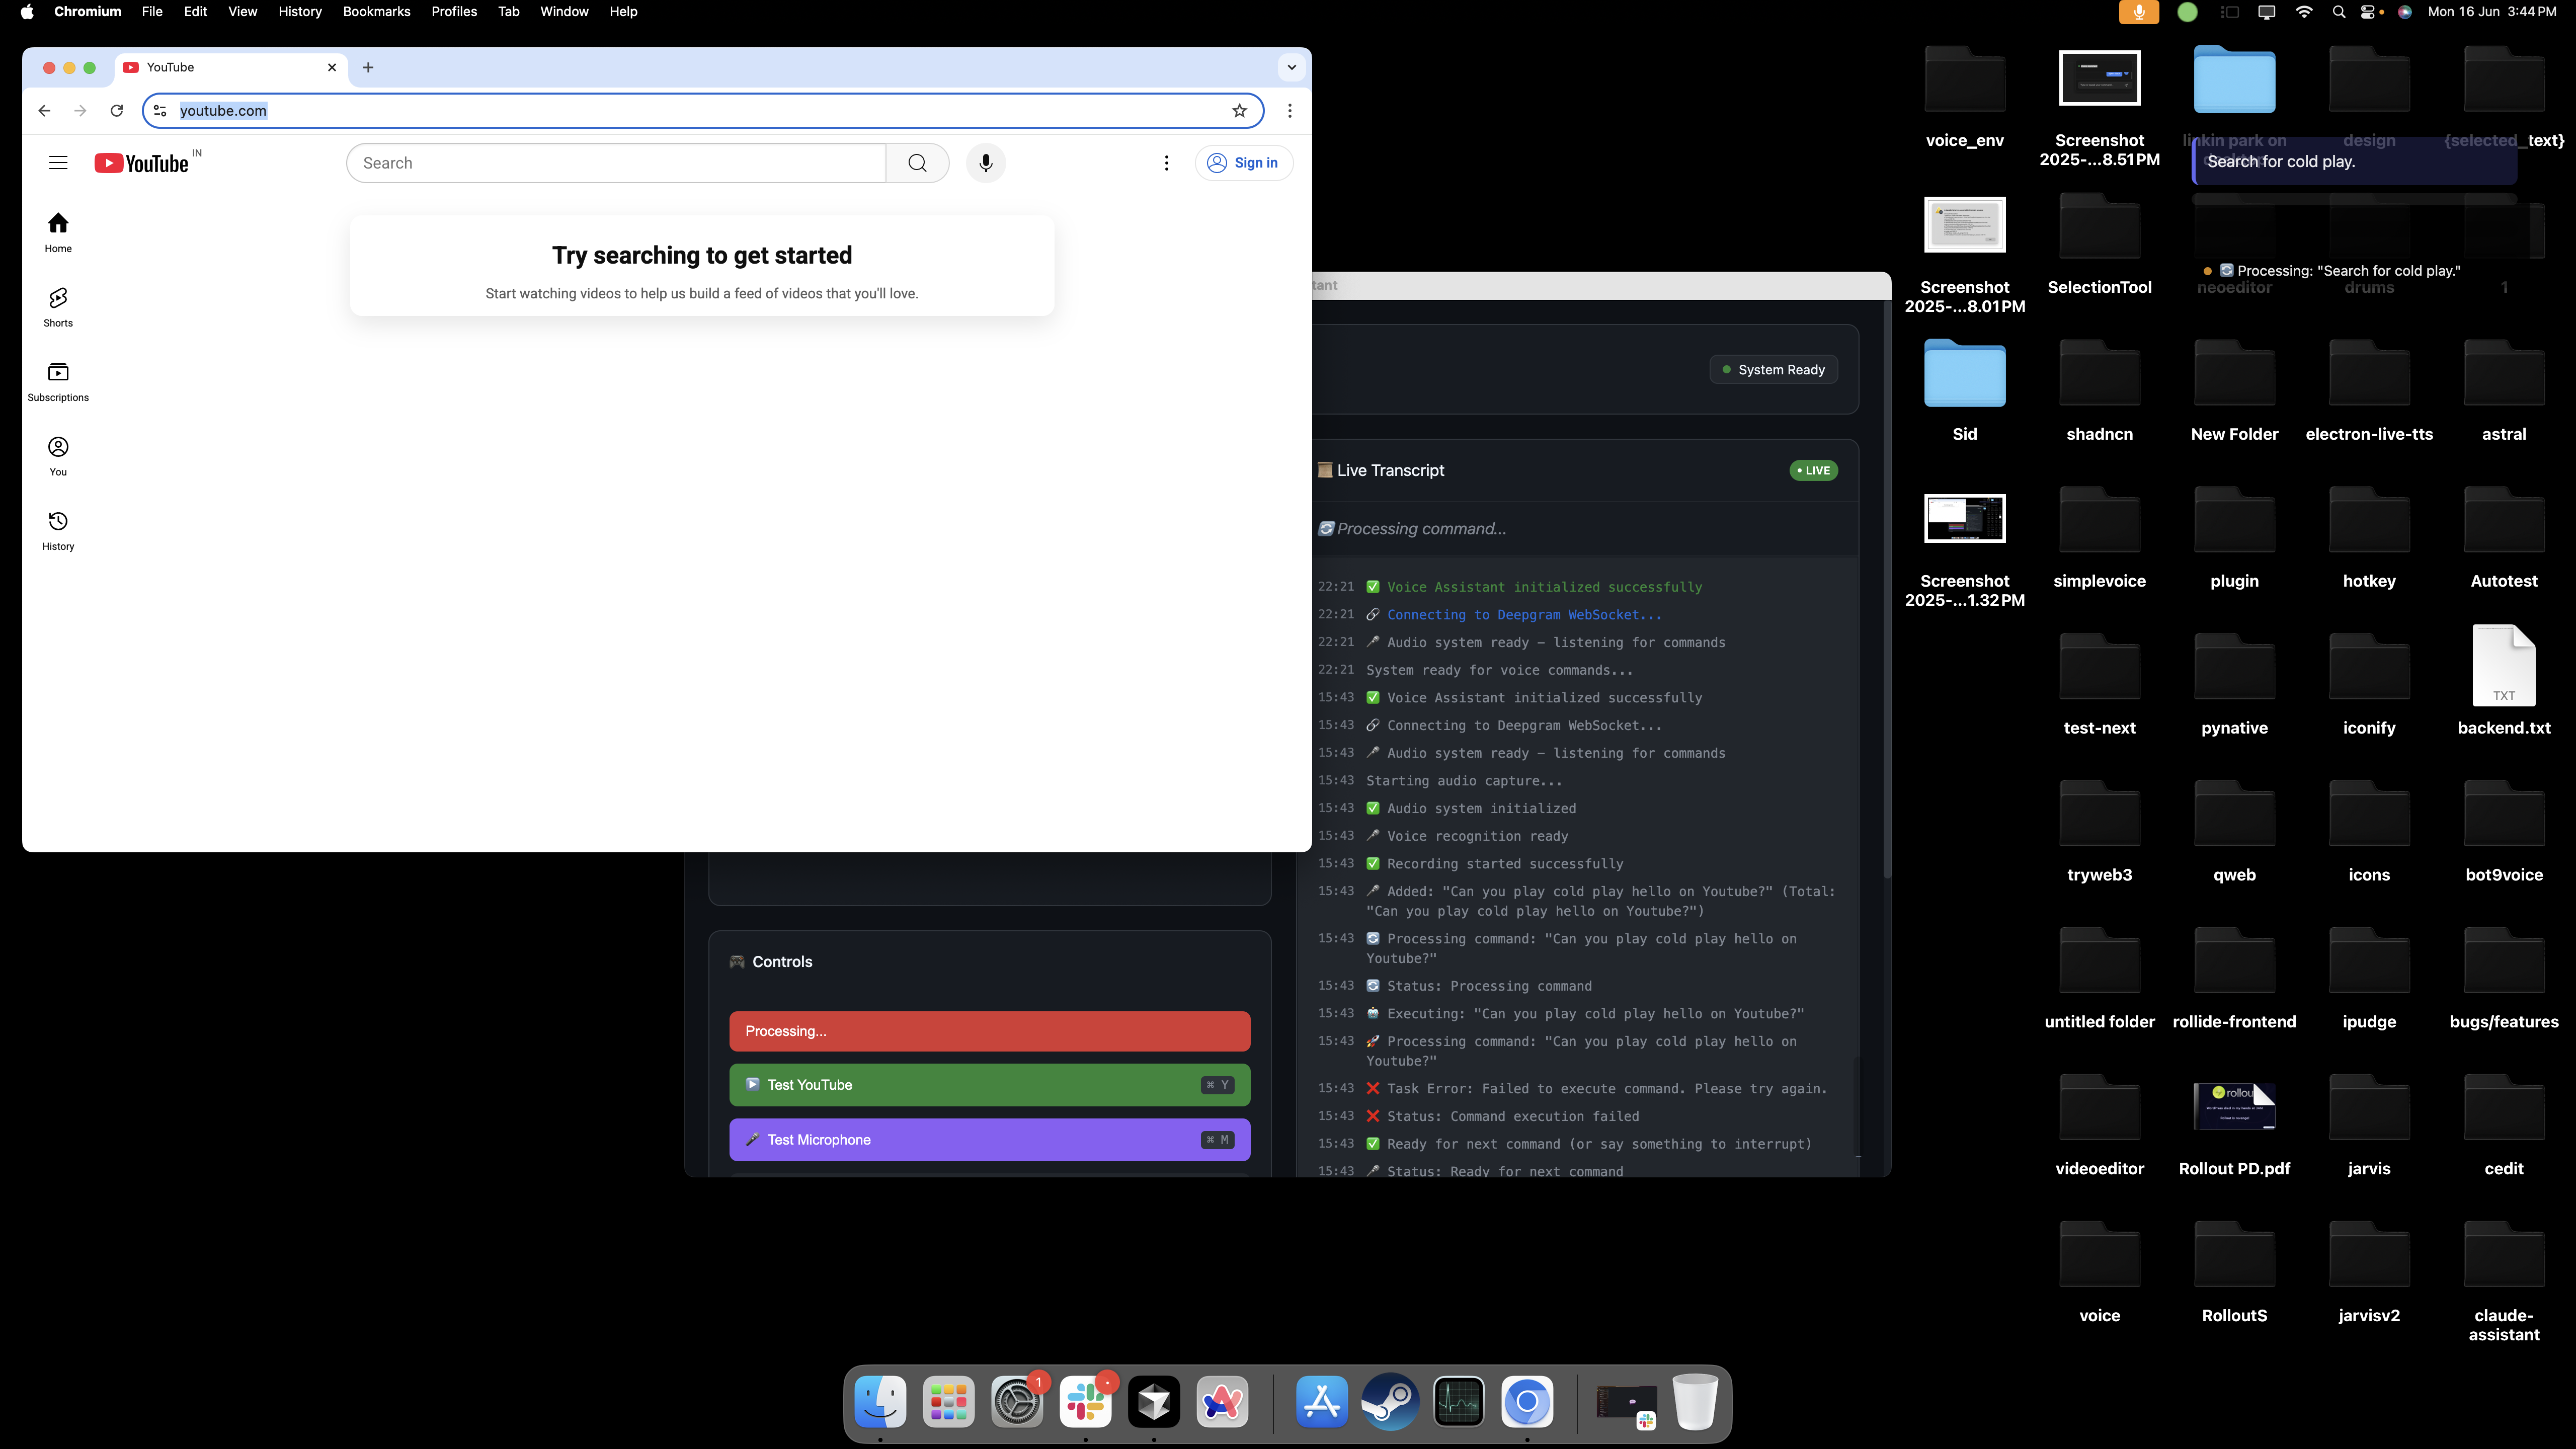 Chromium File Edit View History Bookmarks Profiles Tab Window Help
Mon 16 Jun 3:44 PM
YouTube
youtube.com
YouTube IN
Search
Sign in
Home
Shorts
Subscriptions
You
History
Try searching to get started
Start watching videos to help us build a feed of videos that you'll love.
tant
System Ready
Live Transcript
• LIVE
Processing command...
22:21 ✅ Voice Assistant initialized successfully
22:21 🔗 Connecting to Deepgram WebSocket...
22:21 🎤 Audio system ready – listening for commands
22:21 System ready for voice commands...
15:43 ✅ Voice Assistant initialized successfully
15:43 🔗 Connecting to Deepgram WebSocket...
15:43 🎤 Audio system ready – listening for commands
15:43 Starting audio capture...
15:43 ✅ Audio system initialized
15:43 🎤 Voice recognition ready
15:43 ✅ Recording started successfully
15:43 🎤 Added: "Can you play cold play hello on Youtube?" (Total:
"Can you play cold play hello on Youtube?")
15:43 🔄 Processing command: "Can you play cold play hello on
Youtube?"
15:43 🔄 Status: Processing command
15:43 🤖 Executing: "Can you play cold play hello on Youtube?"
15:43 🚀 Processing command: "Can you play cold play hello on
Youtube?"
15:43 ❌ Task Error: Failed to execute command. Please try again.
15:43 ❌ Status: Command execution failed
15:43 ✅ Ready for next command (or say something to interrupt)
15:43 🎤 Status: Ready for next command
Controls
Processing...
Test YouTube
⌘ Y
Test Microphone
⌘ M
voice_env
Screenshot
2025-...8.51 PM
linkin park on
design
{selected_text}
Search for cold play.
Processing: "Search for cold play."
Screenshot
2025-...8.01 PM
SelectionTool
neoeditor
drums
1
Sid
shadncn
New Folder
electron-live-tts
astral
Screenshot
2025-...1.32 PM
simplevoice
plugin
hotkey
Autotest
TXT
test-next
pynative
iconify
backend.txt
tryweb3
qweb
icons
bot9voice
untitled folder
rollide-frontend
ipudge
bugs/features
rollou
videoeditor
Rollout PD.pdf
jarvis
cedit
voice
RolloutS
jarvisv2
claude-
assistant
1